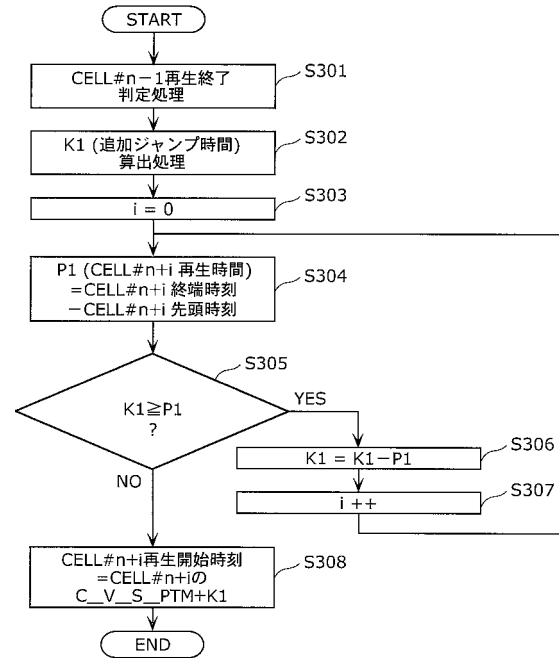 START
CELL#n－1再生終了
判定処理
S301
K1 (追加ジャンプ時間)
算出処理
S302
i = 0
S303
P1 (CELL#n+i 再生時間)
=CELL#n+i 終端時刻
－CELL#n+i 先頭時刻
S304
K1≧P1
?
S305
YES
NO
K1 = K1－P1
S306
i ++
S307
CELL#n+i再生開始時刻
=CELL#n+iの
C__V__S__PTM+K1
S308
END